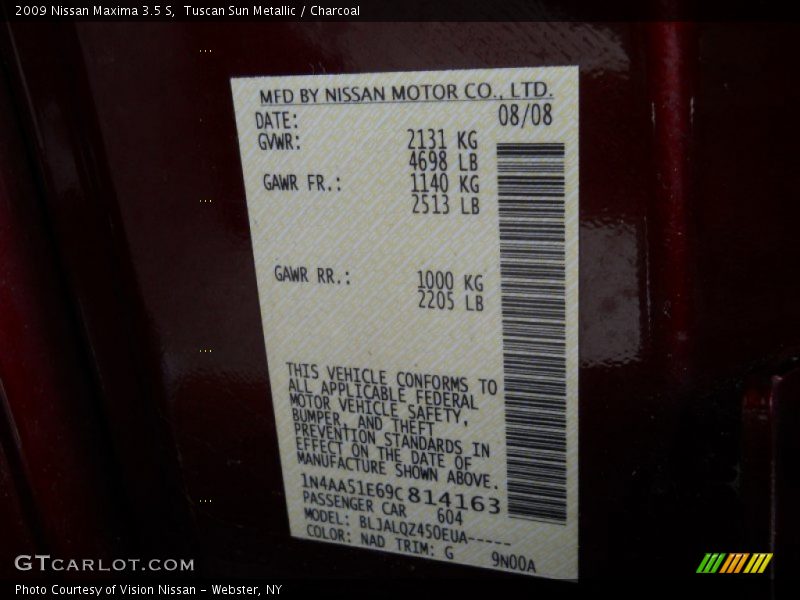 2009 Nissan Maxima 3.5 S,  Tuscan Sun Metallic / Charcoal
MFD BY NISSAN MOTOR CO., LTD.
DATE: 08/08
GVWR: 2131 KG
4698 LB
GAWR FR.: 1140 KG
2513 LB
GAWR RR.: 1000 KG
2205 LB
THIS VEHICLE CONFORMS TO
ALL APPLICABLE FEDERAL
MOTOR VEHICLE SAFETY,
BUMPER, AND THEFT
PREVENTION STANDARDS IN
EFFECT ON THE DATE OF
MANUFACTURE SHOWN ABOVE.
1N4AA51E69C814163
PASSENGER CAR 604
MODEL: BLJALQZ450EUA-----
COLOR: NAD TRIM: G 9N00A
GTCARLOT.COM
Photo Courtesy of Vision Nissan - Webster, NY